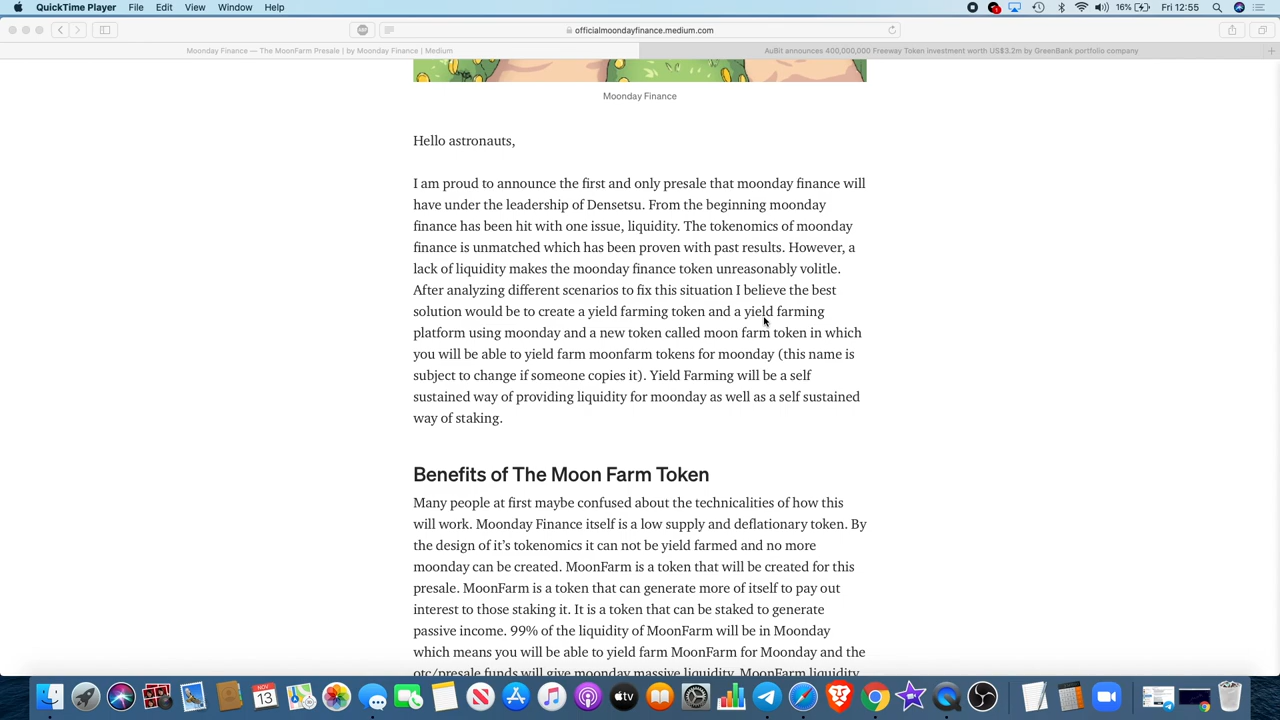 QuickTime Player File Edit View Window Help 16% Fri 12:55
officialmoondayfinance.medium.com
Moonday Finance — The MoonFarm Presale | by Moonday Finance | Medium
AuBit announces 400,000,000 Freeway Token investment worth US$3.2m by GreenBank portfolio company
Moonday Finance
Hello astronauts,
I am proud to announce the first and only presale that moonday finance will
have under the leadership of Densetsu. From the beginning moonday
finance has been hit with one issue, liquidity. The tokenomics of moonday
finance is unmatched which has been proven with past results. However, a
lack of liquidity makes the moonday finance token unreasonably volitle.
After analyzing different scenarios to fix this situation I believe the best
solution would be to create a yield farming token and a yield farming
platform using moonday and a new token called moon farm token in which
you will be able to yield farm moonfarm tokens for moonday (this name is
subject to change if someone copies it). Yield Farming will be a self
sustained way of providing liquidity for moonday as well as a self sustained
way of staking.
Benefits of The Moon Farm Token
Many people at first maybe confused about the technicalities of how this
will work. Moonday Finance itself is a low supply and deflationary token. By
the design of it’s tokenomics it can not be yield farmed and no more
moonday can be created. MoonFarm is a token that will be created for this
presale. MoonFarm is a token that can generate more of itself to pay out
interest to those staking it. It is a token that can be staked to generate
passive income. 99% of the liquidity of MoonFarm will be in Moonday
which means you will be able to yield farm MoonFarm for Moonday and the
otc/presale funds will give moonday massive liquidity. MoonFarm liquidity
NOV
13
tv